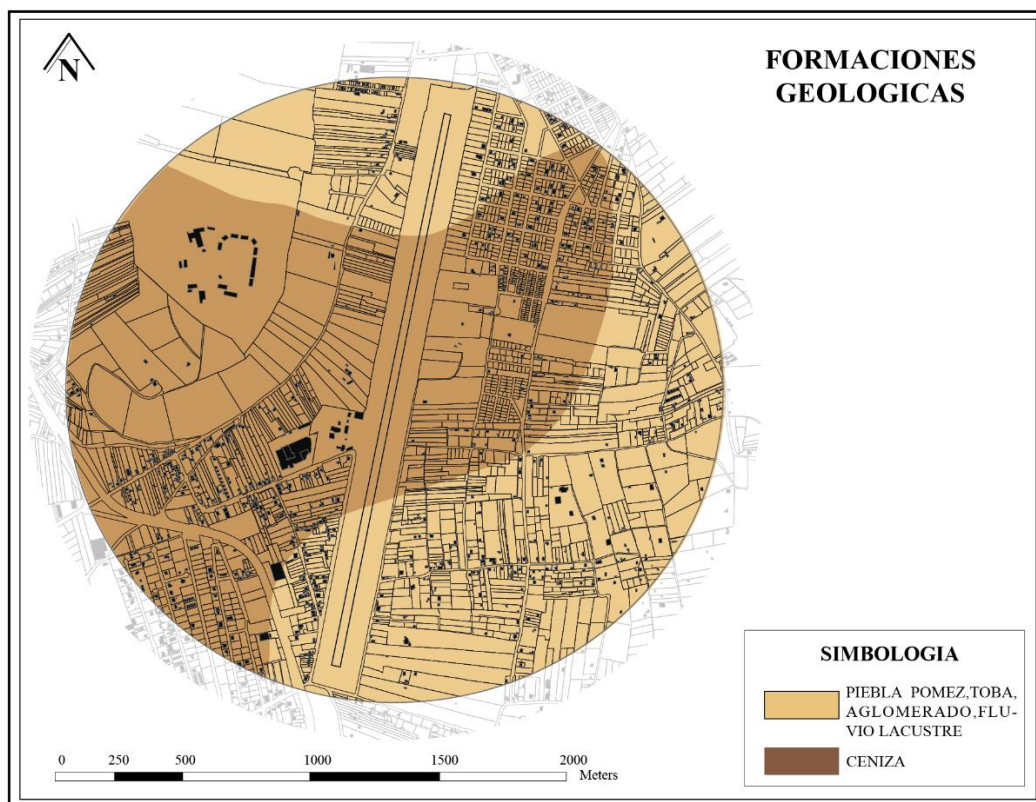 N
FORMACIONES
GEOLOGICAS
SIMBOLOGIA
PIEBLA POMEZ,TOBA,
AGLOMERADO,FLU-
VIO LACUSTRE
CENIZA
0 250 500 1000 1500 2000
Meters